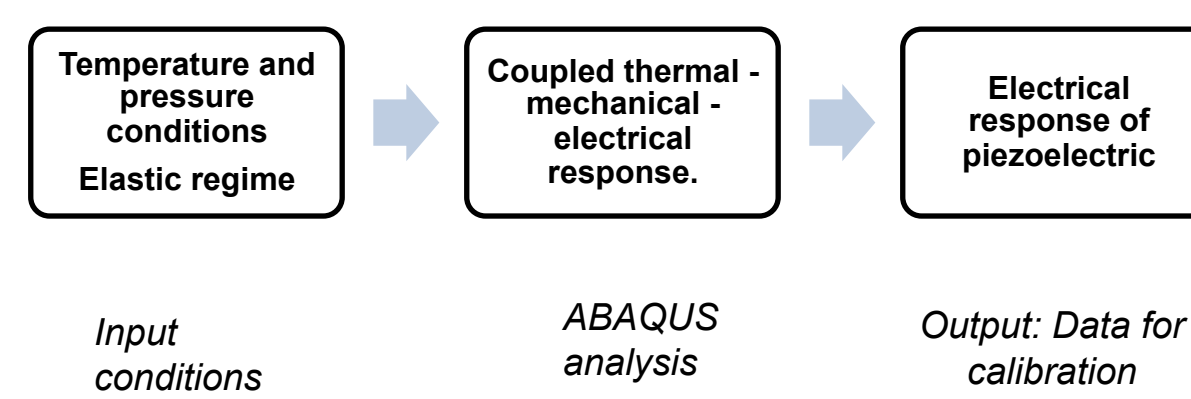 Temperature and
pressure
conditions
Elastic regime
Coupled thermal -
mechanical -
electrical
response.
Electrical
response of
piezoelectric
Input
conditions
ABAQUS
analysis
Output: Data for
calibration